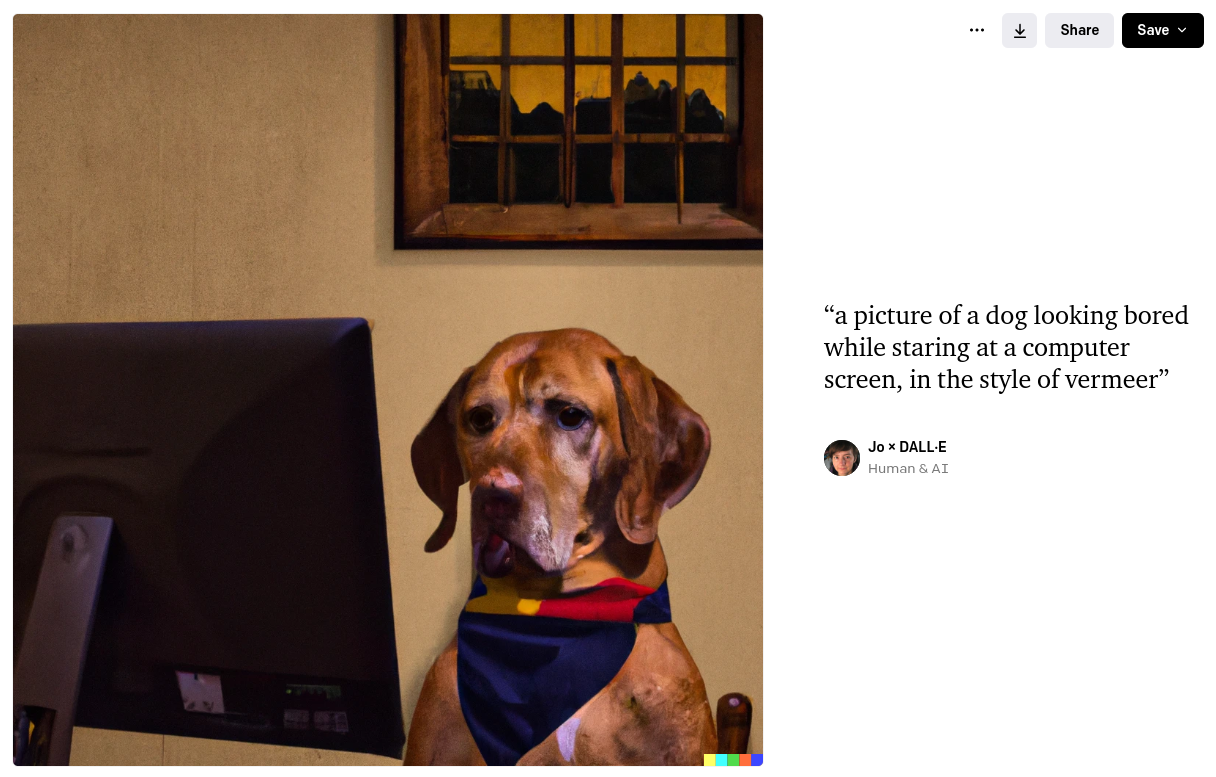 Share
Save
“a picture of a dog looking bored
while staring at a computer
screen, in the style of vermeer”
Jo × DALL·E
Human & AI